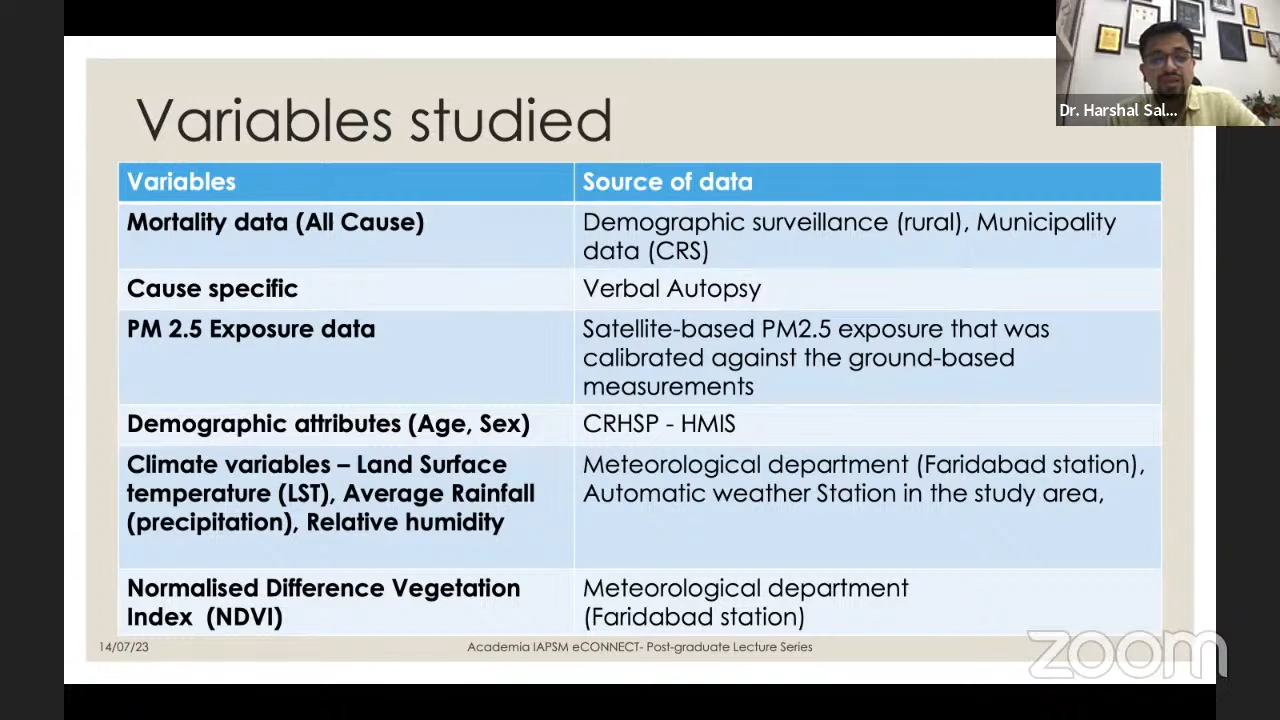 Dr. Harshal Sal...
Variables studied
Variables
Source of data
Mortality data (All Cause)
Demographic surveillance (rural), Municipality
data (CRS)
Cause specific
Verbal Autopsy
PM 2.5 Exposure data
Satellite-based PM2.5 exposure that was
calibrated against the ground-based
measurements
Demographic attributes (Age, Sex)
CRHSP - HMIS
Climate variables – Land Surface
temperature (LST), Average Rainfall
(precipitation), Relative humidity
Meteorological department (Faridabad station),
Automatic weather Station in the study area,
Normalised Difference Vegetation
Index (NDVI)
Meteorological department
(Faridabad station)
14/07/23
Academia IAPSM eCONNECT- Post-graduate Lecture Series
zoom